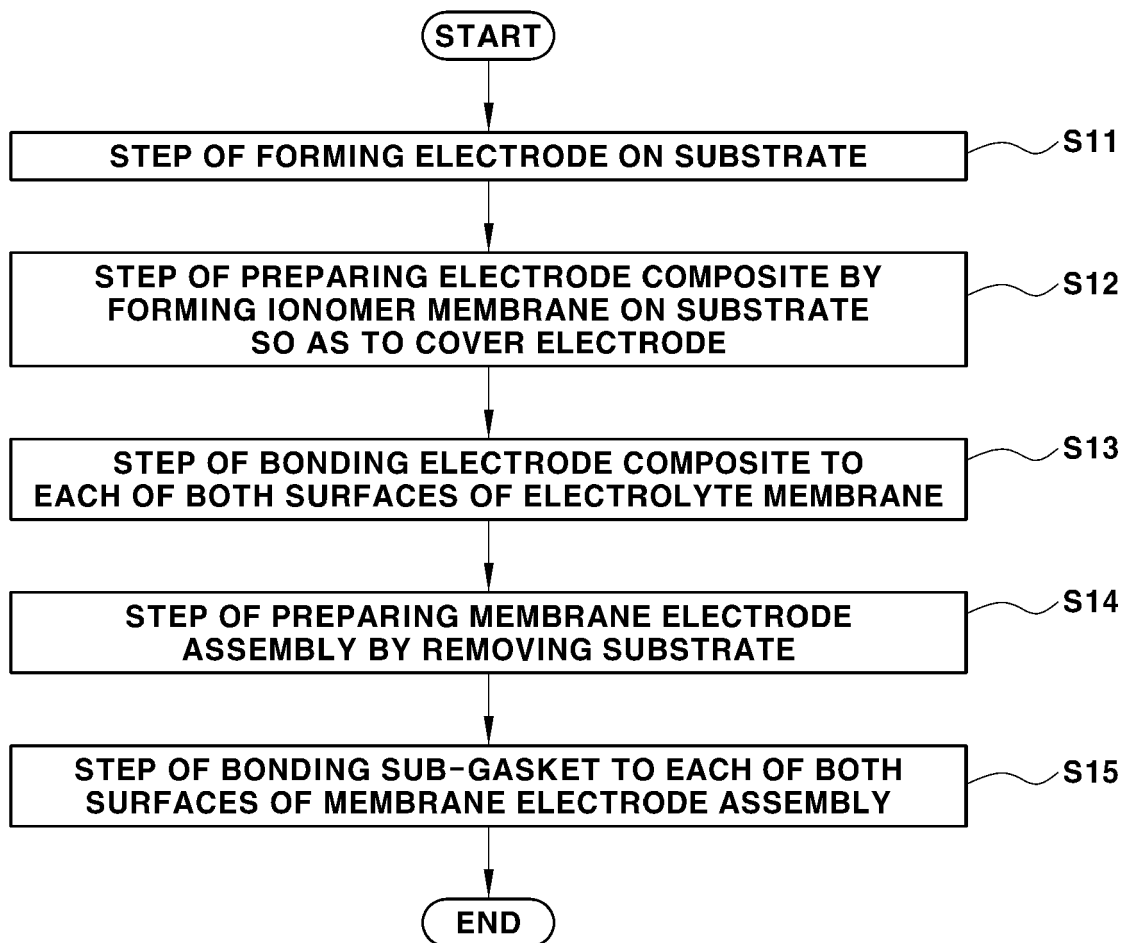 START
STEP OF FORMING ELECTRODE ON SUBSTRATE
S11
STEP OF PREPARING ELECTRODE COMPOSITE BY
FORMING IONOMER MEMBRANE ON SUBSTRATE
SO AS TO COVER ELECTRODE
S12
STEP OF BONDING ELECTRODE COMPOSITE TO
EACH OF BOTH SURFACES OF ELECTROLYTE MEMBRANE
S13
STEP OF PREPARING MEMBRANE ELECTRODE
ASSEMBLY BY REMOVING SUBSTRATE
S14
STEP OF BONDING SUB-GASKET TO EACH OF BOTH
SURFACES OF MEMBRANE ELECTRODE ASSEMBLY
S15
END